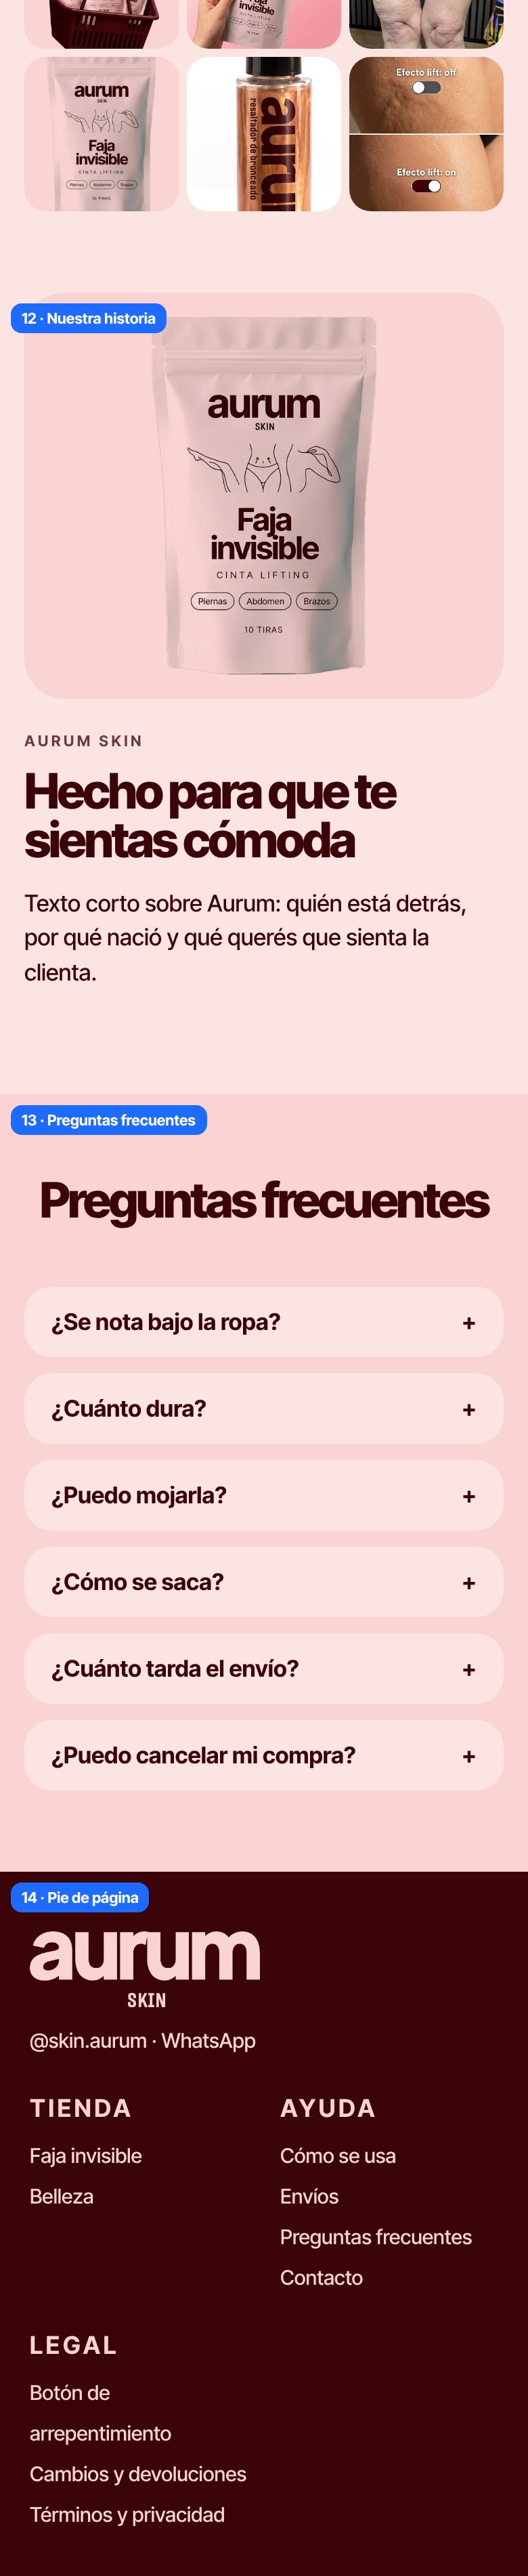 aurum
SKIN
Faja
invisible
CINTA LIFTING
Piernas Abdomen Brazos
10 TIRAS
aurum
resaltador de bronceado
Efecto lift: off
Efecto lift: on
12 · Nuestra historia
aurum
SKIN
Faja
invisible
CINTA LIFTING
Piernas Abdomen Brazos
10 TIRAS
AURUM SKIN
Hecho para que te
sientas cómoda
Texto corto sobre Aurum: quién está detrás,
por qué nació y qué querés que sienta la
clienta.
13 · Preguntas frecuentes
Preguntas frecuentes
¿Se nota bajo la ropa? +
¿Cuánto dura? +
¿Puedo mojarla? +
¿Cómo se saca? +
¿Cuánto tarda el envío? +
¿Puedo cancelar mi compra? +
14 · Pie de página
aurum
SKIN
@skin.aurum · WhatsApp
TIENDA
Faja invisible
Belleza
AYUDA
Cómo se usa
Envíos
Preguntas frecuentes
Contacto
LEGAL
Botón de
arrepentimiento
Cambios y devoluciones
Términos y privacidad